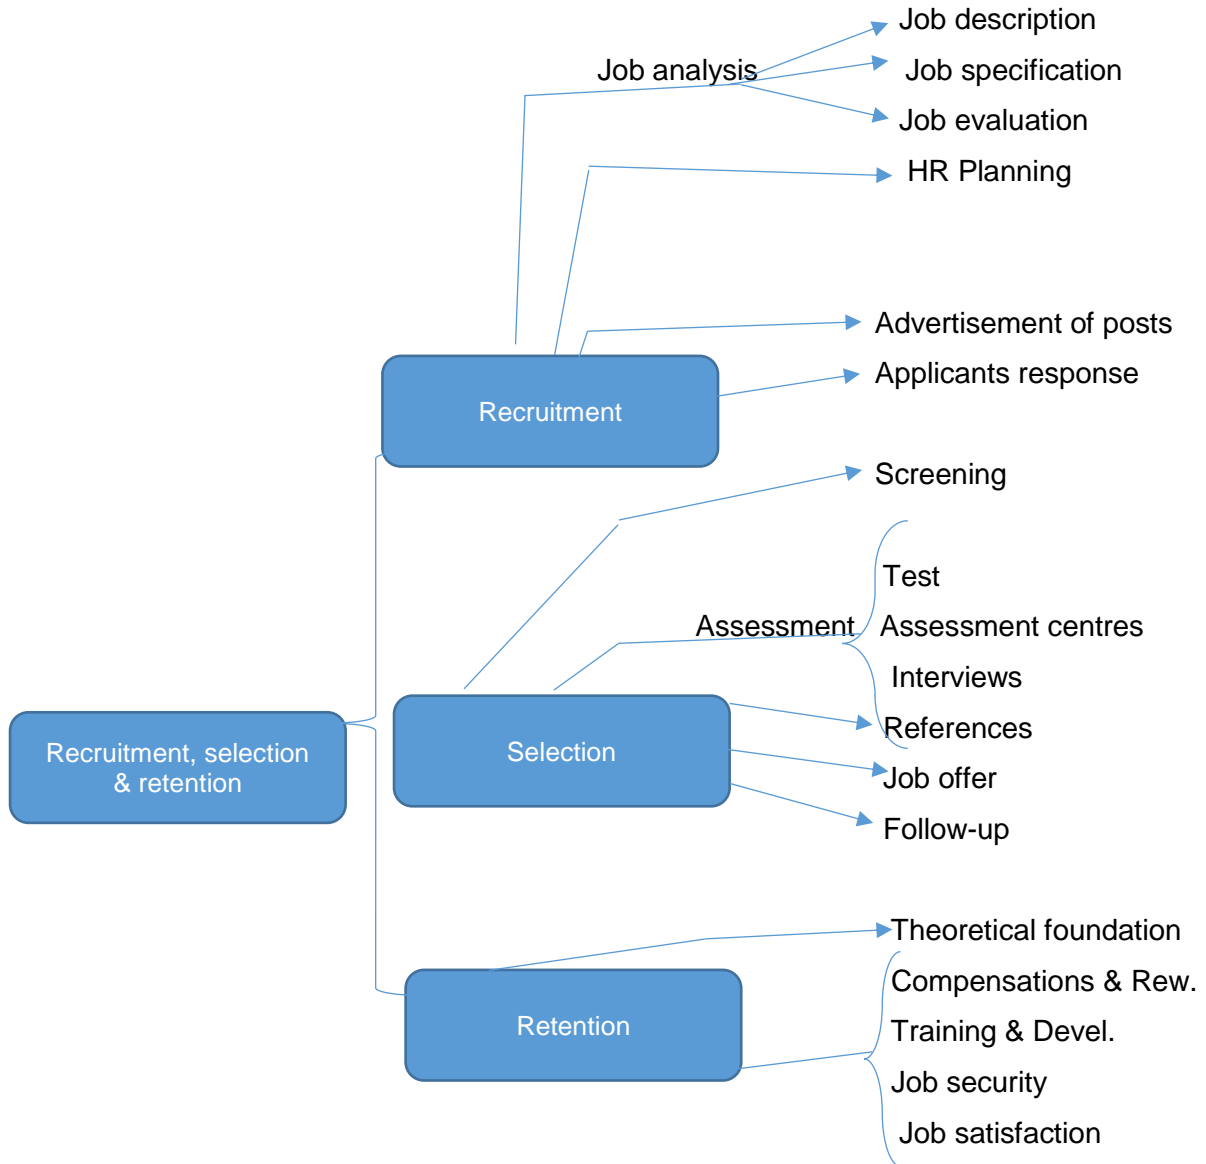 Job description
Job analysis
Job specification
Job evaluation
HR Planning
Advertisement of posts
Applicants response
Recruitment
Screening
Test
Assessment
Assessment centres
Interviews
References
Recruitment, selection
& retention
Selection
Job offer
Follow-up
Theoretical foundation
Compensations & Rew.
Retention
Training & Devel.
Job security
Job satisfaction